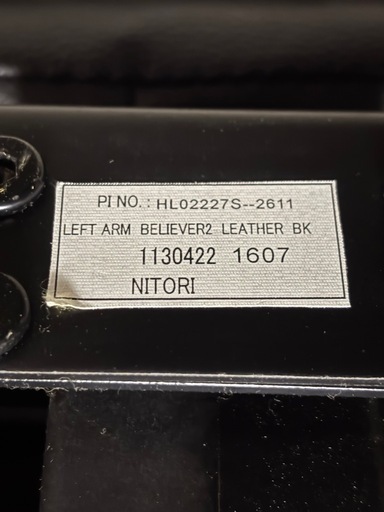 PI NO.: HL02227S--2611
LEFT ARM BELIEVER2 LEATHER BK
1130422 1607
NITORI